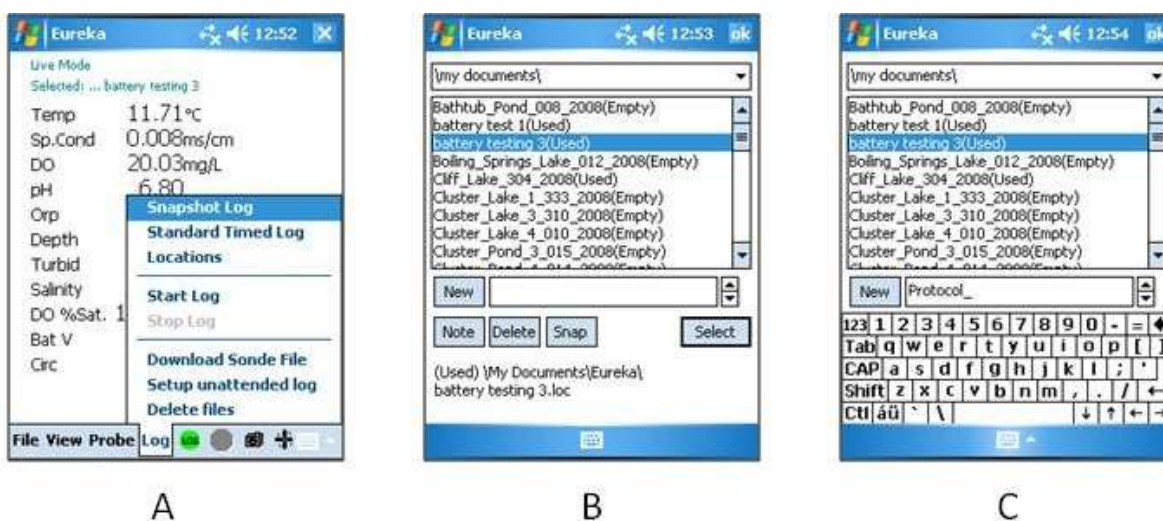 Eureka 12:52
Live Mode
Selected: ... battery testing 3
Temp 11.71°C
Sp.Cond 0.008ms/cm
DO 20.03mg/L
pH 6.80
Orp
Depth
Turbid
Salinity
DO %Sat. 1
Bat V
Circ
Snapshot Log
Standard Timed Log
Locations
Start Log
Stop Log
Download Sonde File
Setup unattended log
Delete files
File View Probe Log LOG
A
Eureka 12:53 ok
\my documents\
Bathtub_Pond_008_2008(Empty)
battery test 1(Used)
battery testing 3(Used)
Boiling_Springs_Lake_012_2008(Empty)
Cliff_Lake_304_2008(Used)
Cluster_Lake_1_333_2008(Empty)
Cluster_Lake_3_310_2008(Empty)
Cluster_Lake_4_010_2008(Empty)
Cluster_Pond_3_015_2008(Empty)
Cluster_Pond_4_014_2008(Empty)
New
Note Delete Snap Select
(Used) \My Documents\Eureka\
battery testing 3.loc
B
Eureka 12:54 ok
\my documents\
Bathtub_Pond_008_2008(Empty)
battery test 1(Used)
battery testing 3(Used)
Boiling_Springs_Lake_012_2008(Empty)
Cliff_Lake_304_2008(Used)
Cluster_Lake_1_333_2008(Empty)
Cluster_Lake_3_310_2008(Empty)
Cluster_Lake_4_010_2008(Empty)
Cluster_Pond_3_015_2008(Empty)
Cluster_Pond_4_014_2008(Empty)
New Protocol_
123 1 2 3 4 5 6 7 8 9 0 - =
Tab q w e r t y u i o p [ ]
CAP a s d f g h j k l ; '
Shift z x c v b n m , . / ←
Ctl áü ` \ ↓ ↑ ← →
C